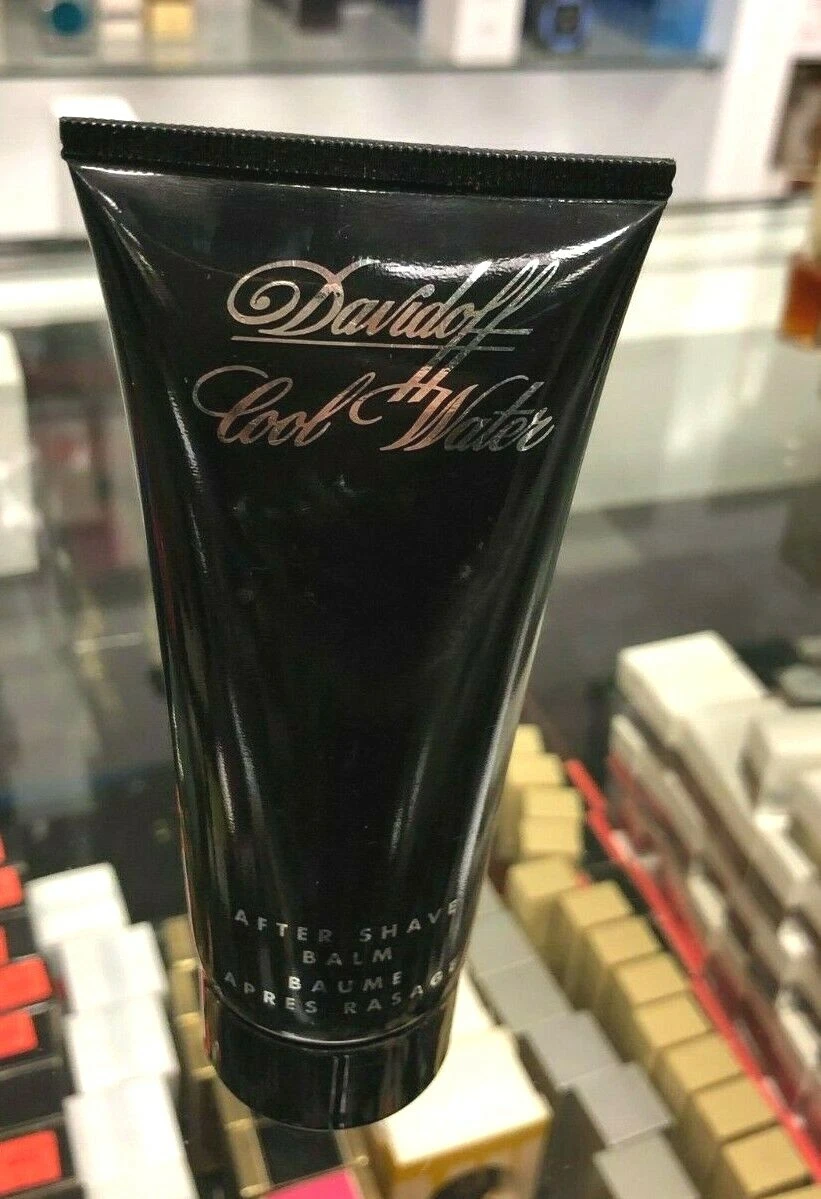 Davidoff
Cool Water
AFTER SHAVE
BALM
BAUME
APRES RASAGE